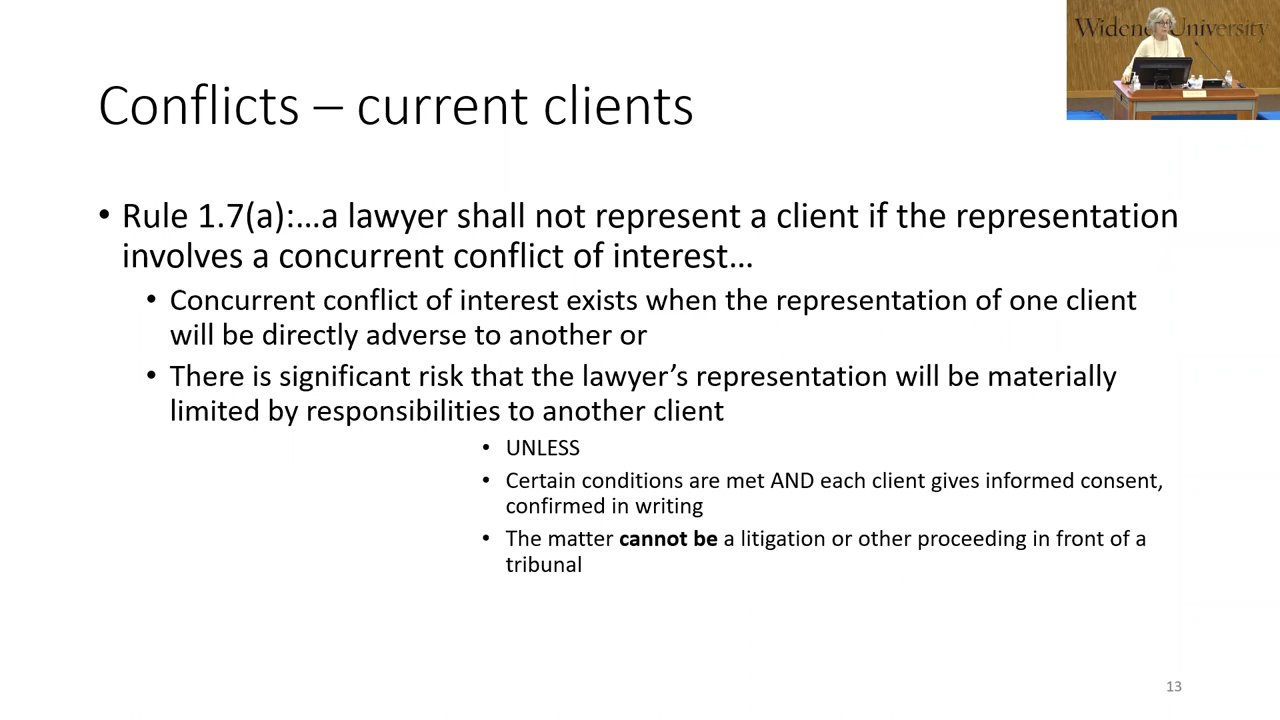 Widener University
Conflicts – current clients
• Rule 1.7(a):…a lawyer shall not represent a client if the representation
involves a concurrent conflict of interest…
• Concurrent conflict of interest exists when the representation of one client
will be directly adverse to another or
• There is significant risk that the lawyer’s representation will be materially
limited by responsibilities to another client
• UNLESS
• Certain conditions are met AND each client gives informed consent,
confirmed in writing
• The matter cannot be a litigation or other proceeding in front of a
tribunal
13